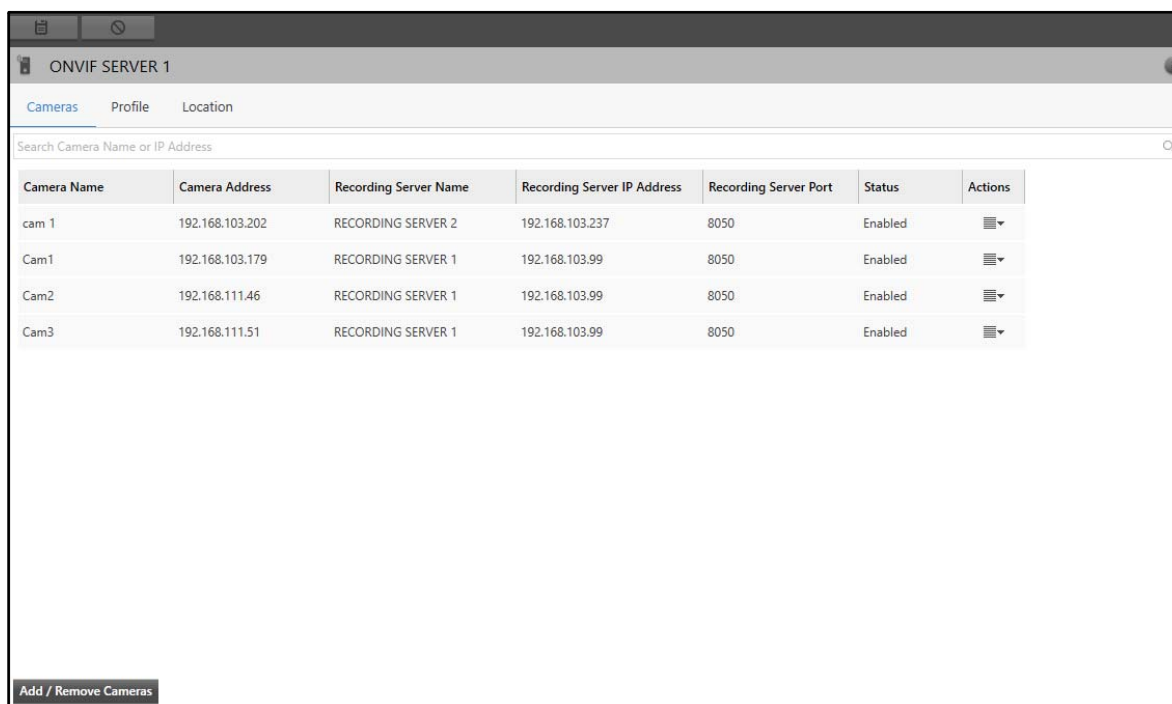 ONVIF SERVER 1
Cameras Profile Location
Search Camera Name or IP Address
Camera Name Camera Address Recording Server Name Recording Server IP Address Recording Server Port Status Actions
cam 1 192.168.103.202 RECORDING SERVER 2 192.168.103.237 8050 Enabled
Cam1 192.168.103.179 RECORDING SERVER 1 192.168.103.99 8050 Enabled
Cam2 192.168.111.46 RECORDING SERVER 1 192.168.103.99 8050 Enabled
Cam3 192.168.111.51 RECORDING SERVER 1 192.168.103.99 8050 Enabled
Add / Remove Cameras